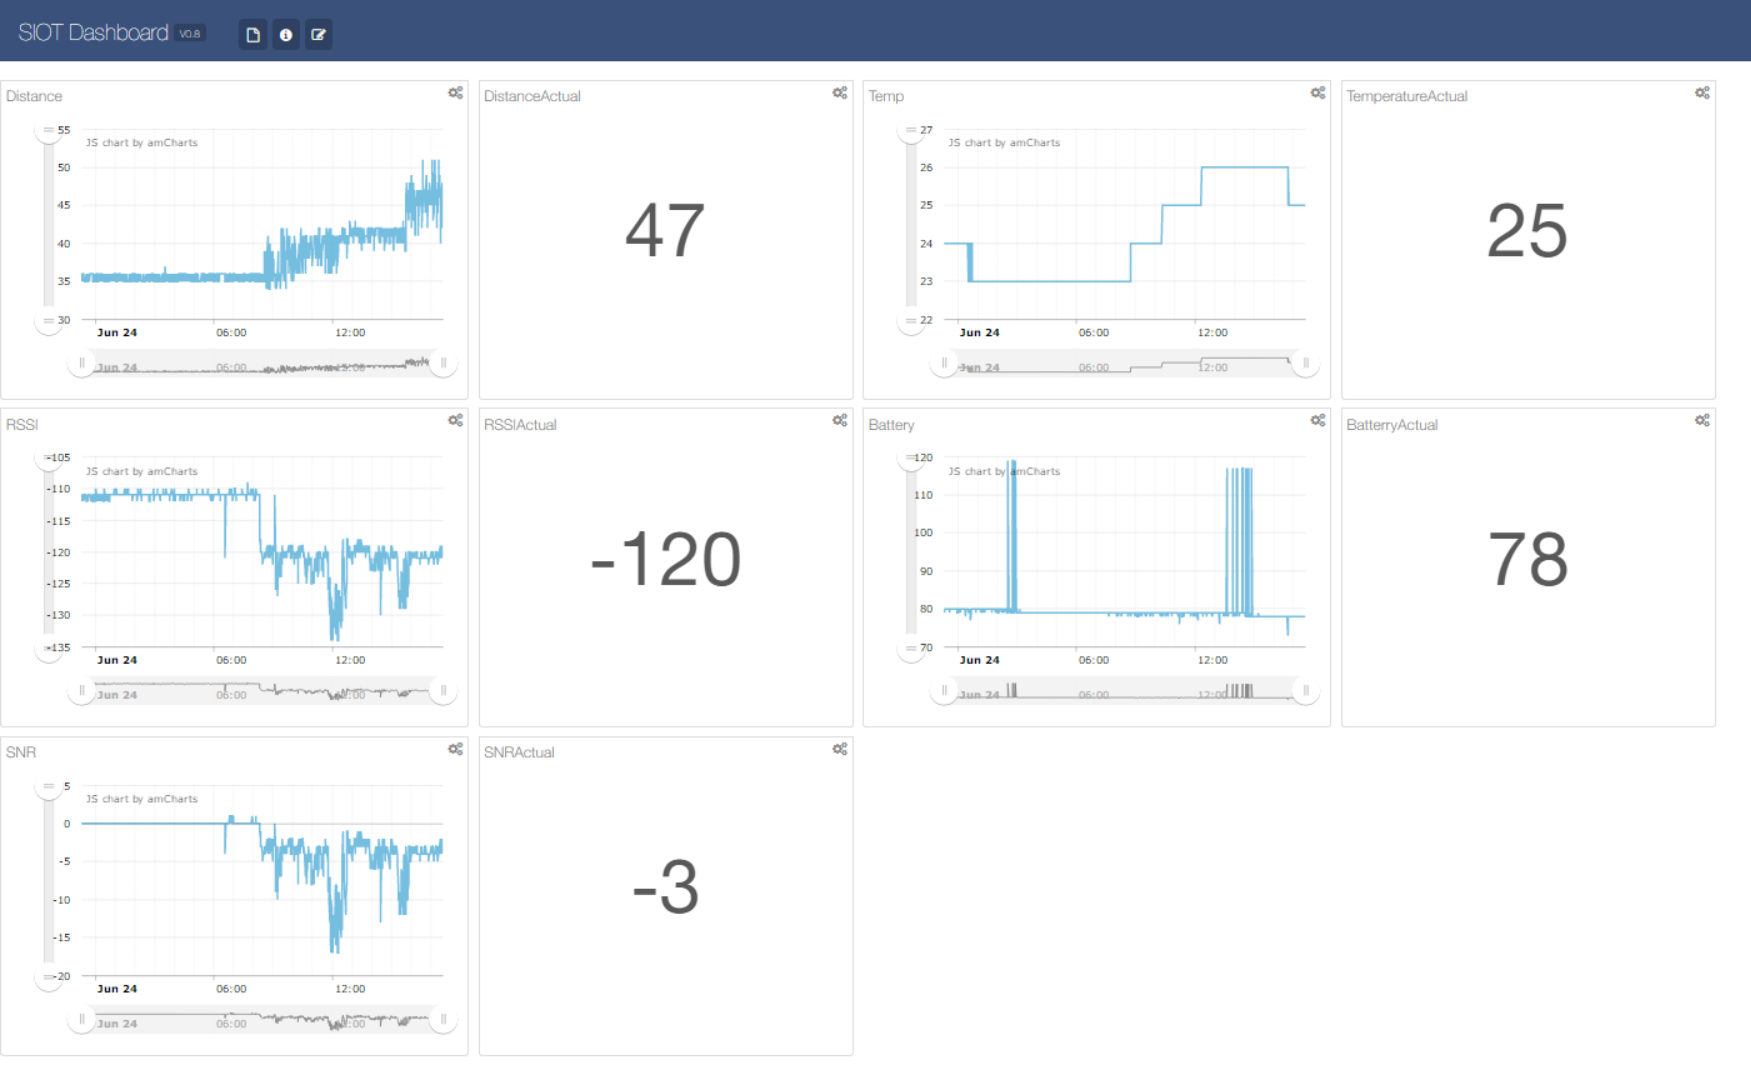 SIOT Dashboard V0.8
Distance
55
50
45
40
35
30
JS chart by amCharts
Jun 24 06:00 12:00
Jun 24 06:00 12:00
DistanceActual
47
Temp
27
26
25
24
23
22
JS chart by amCharts
Jun 24 06:00 12:00
Jun 24 06:00 12:00
TemperatureActual
25
RSSI
-105
-110
-115
-120
-125
-130
-135
JS chart by amCharts
Jun 24 06:00 12:00
Jun 24 06:00 12:00
RSSIActual
-120
Battery
120
110
100
90
80
70
JS chart by amCharts
Jun 24 06:00 12:00
Jun 24 06:00 12:00
BatterryActual
78
SNR
5
0
-5
-10
-15
-20
JS chart by amCharts
Jun 24 06:00 12:00
Jun 24 06:00 12:00
SNRActual
-3